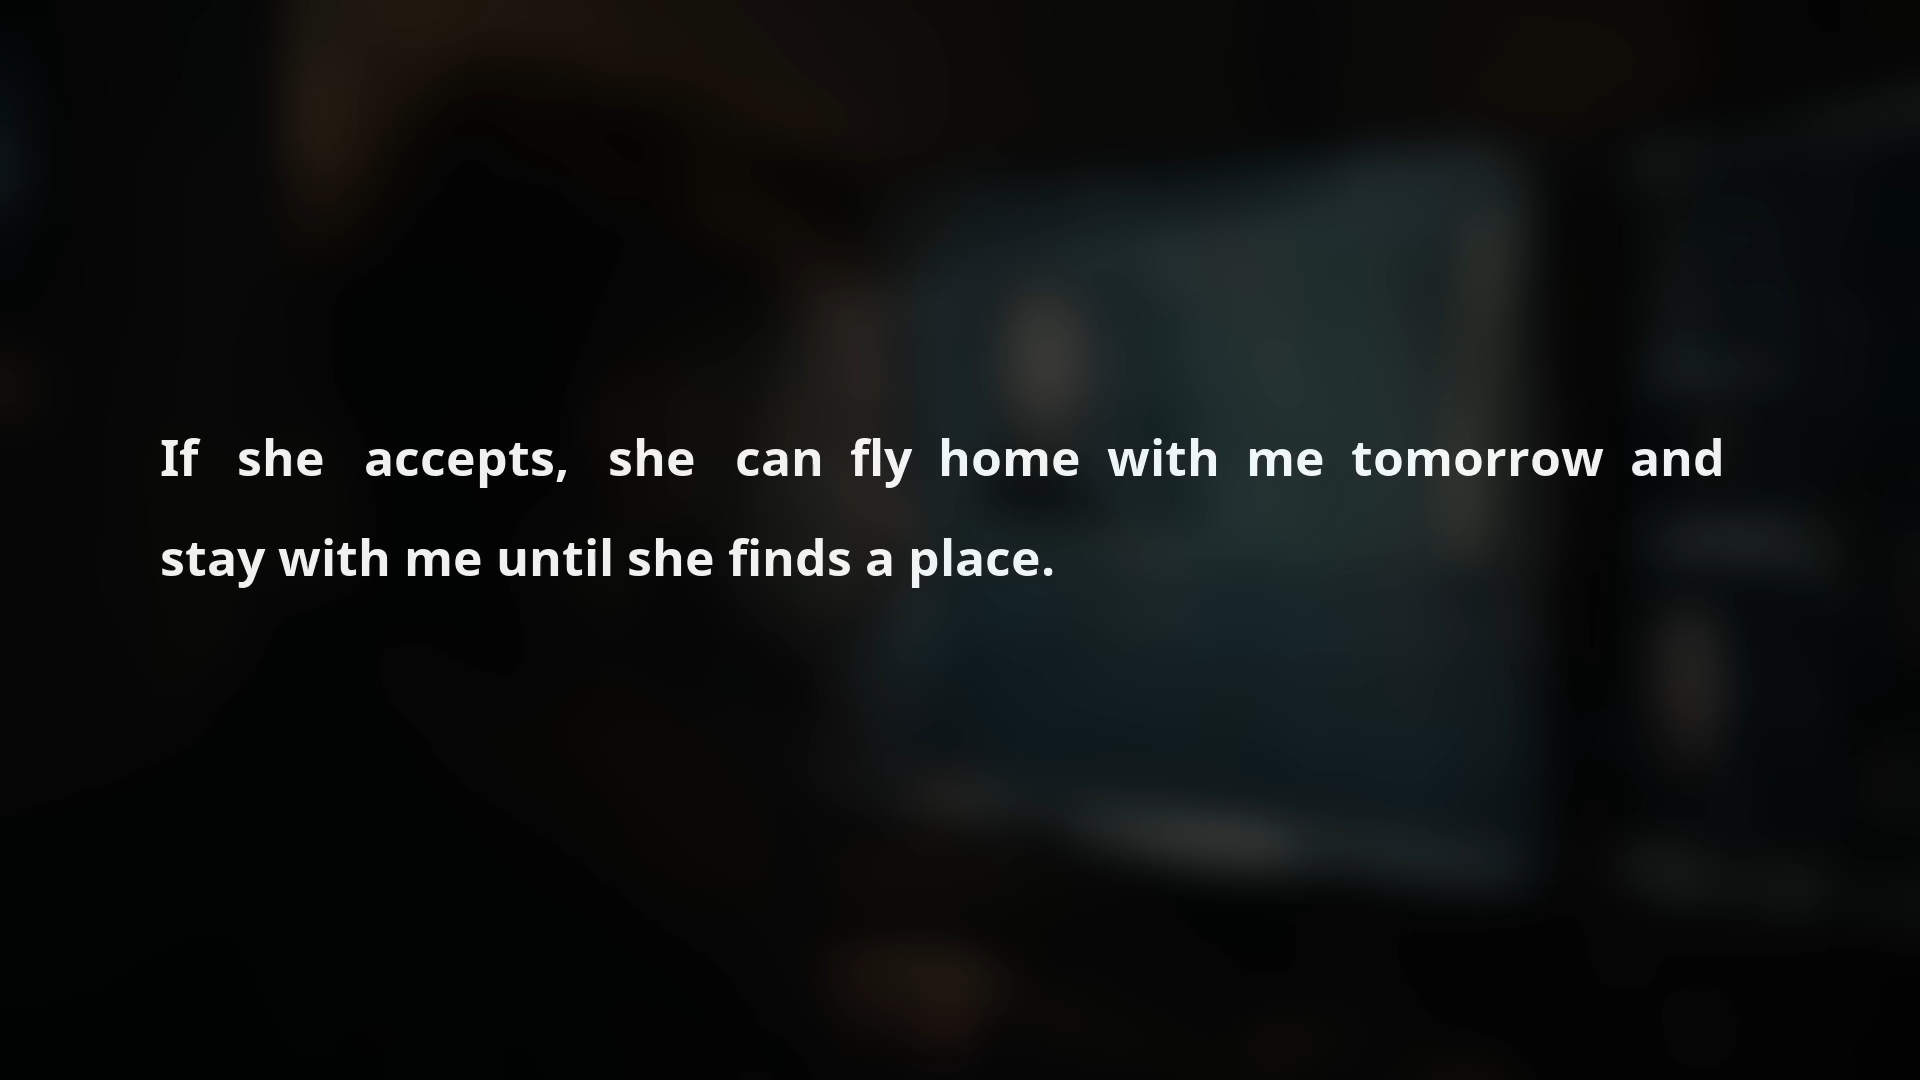 If she accepts, she can fly home with me tomorrow and
stay with me until she finds a place.